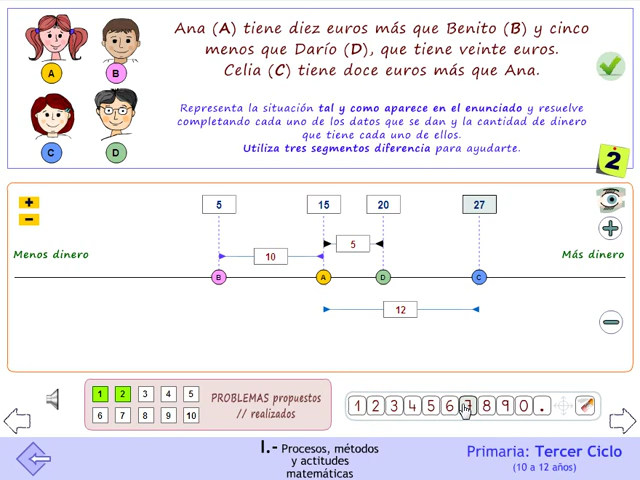 Ana (A) tiene diez euros más que Benito (B) y cinco
menos que Darío (D), que tiene veinte euros.
Celia (C) tiene doce euros más que Ana.
A
B
C
D
Representa la situación tal y como aparece en el enunciado y resuelve
completando cada uno de los datos que se dan y la cantidad de dinero
que tiene cada uno de ellos.
Utiliza tres segmentos diferencia para ayudarte.
2
+
−
5
15
20
27
Menos dinero
Más dinero
10
5
B
A
D
C
12
1 2 3 4 5
6 7 8 9 10
PROBLEMAS propuestos
// realizados
1 2 3 4 5 6 7 8 9 0 .
I.- Procesos, métodos
y actitudes
matemáticas
Primaria: Tercer Ciclo
(10 a 12 años)